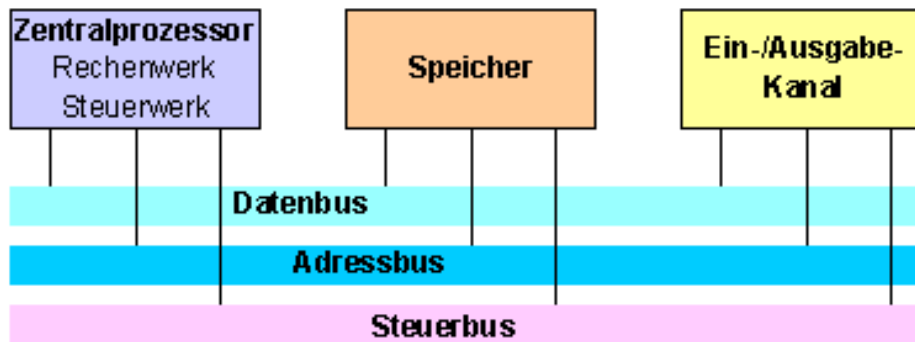 Zentralprozessor
Rechenwerk
Steuerwerk
Speicher
Ein-/Ausgabe-
Kanal
Datenbus
Adressbus
Steuerbus